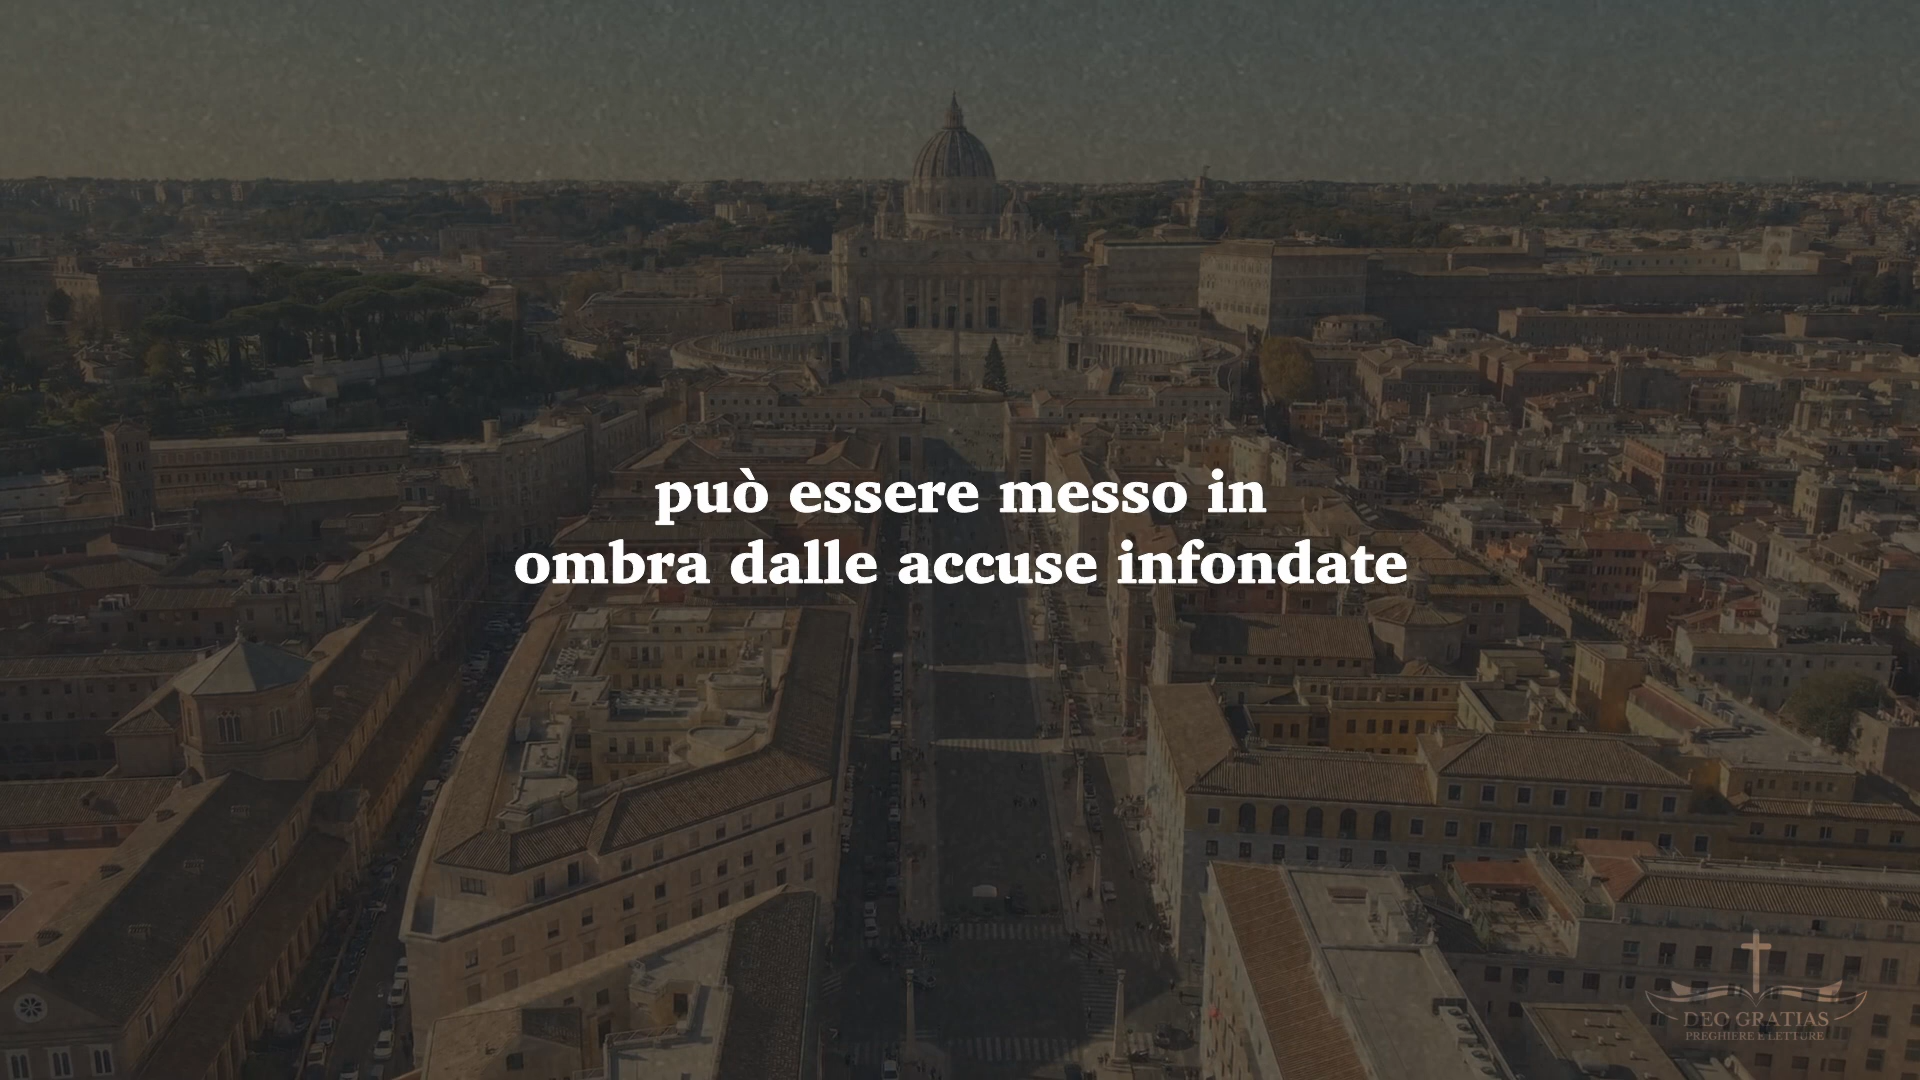 può essere messo in
ombra dalle accuse infondate
DEO GRATIAS
PREGHIERE E LETTURE